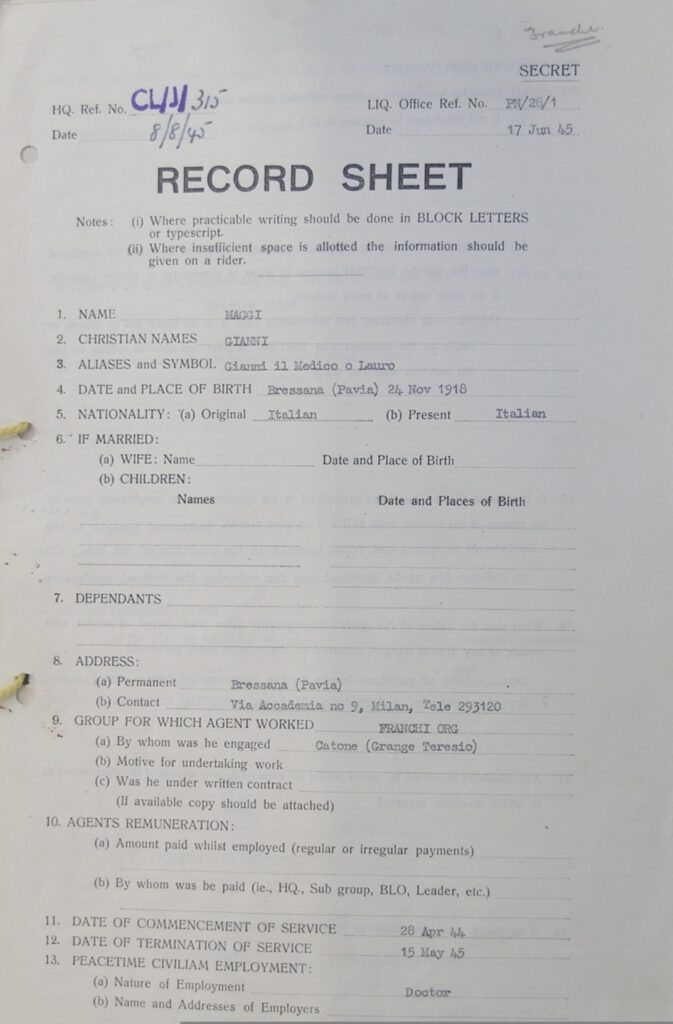 Franchi.
SECRET
HQ. Ref. No. CL/J/315
LIQ. Office Ref. No. PN/28/1
Date 8/8/45
Date 17 Jun 45
RECORD SHEET
Notes: (i) Where practicable writing should be done in BLOCK LETTERS
or typescript.
(ii) Where insufficient space is allotted the information should be
given on a rider.
1. NAME MAGGI
2. CHRISTIAN NAMES GIANNI
3. ALIASES and SYMBOL Gianni il Medico o Lauro
4. DATE and PLACE OF BIRTH Bressana (Pavia) 24 Nov 1918
5. NATIONALITY: (a) Original Italian (b) Present Italian
6. IF MARRIED:
(a) WIFE: Name Date and Place of Birth
(b) CHILDREN:
Names Date and Places of Birth
7. DEPENDANTS
8. ADDRESS:
(a) Permanent Bressana (Pavia)
(b) Contact Via Accademia no 9, Milan, Tele 293120
9. GROUP FOR WHICH AGENT WORKED FRANCHI ORG
(a) By whom was he engaged Catone (Grange Teresio)
(b) Motive for undertaking work
(c) Was he under written contract
(If available copy should be attached)
10. AGENTS REMUNERATION:
(a) Amount paid whilst employed (regular or irregular payments)
(b) By whom was be paid (ie., HQ., Sub group, BLO, Leader, etc.)
11. DATE OF COMMENCEMENT OF SERVICE 28 Apr 44
12. DATE OF TERMINATION OF SERVICE 15 May 45
13. PEACETIME CIVILIAM EMPLOYMENT:
(a) Nature of Employment Doctor
(b) Name and Addresses of Employers